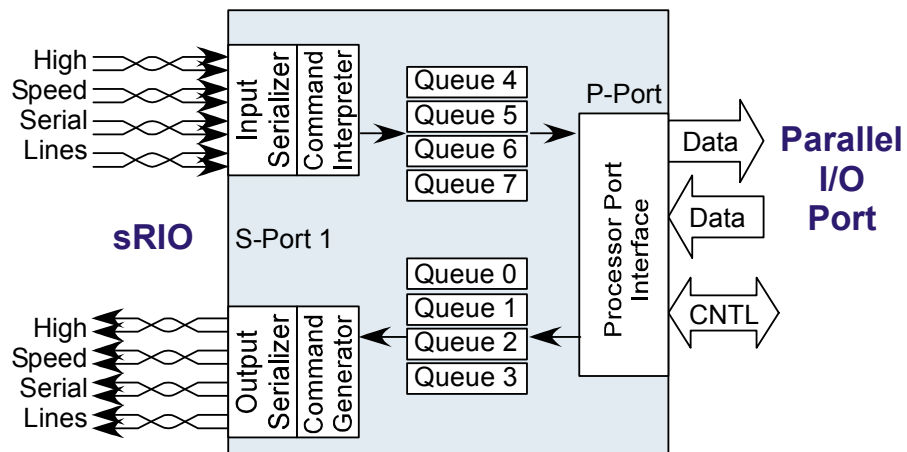 High
Speed
Serial
Lines
Input
Serializer
Command
Interpreter
Queue 4
Queue 5
Queue 6
Queue 7
P-Port
Data
Data
CNTL
Parallel
I/O
Port
sRIO
S-Port 1
Processor Port
Interface
Queue 0
Queue 1
Queue 2
Queue 3
High
Speed
Serial
Lines
Output
Serializer
Command
Generator